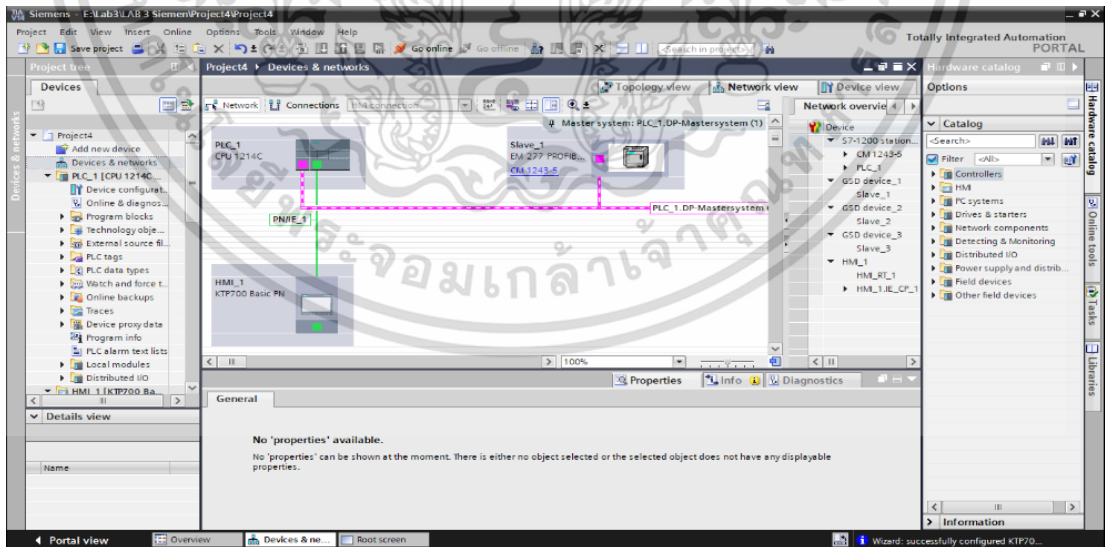 Siemens - E:\Lab3\LAB 3 Siemen\Project4\Project4
Project Edit View Insert Online Options Tools Window Help
Totally Integrated Automation
PORTAL
Save project Go online Go offline <Search in project>
Project tree
Project4 ▸ Devices & networks
Hardware catalog
Devices
Topology view Network view Device view
Options
Network Connections HMI connection
Network overvie
Master system: PLC_1.DP-Mastersystem (1)
Catalog
<Search>
Filter <All>
Project4
Add new device
Devices & networks
PLC_1 [CPU 1214C
Device configurat...
Online & diagnos...
Program blocks
Technology obje...
External source fil...
PLC tags
PLC data types
Watch and force t...
Online backups
Traces
Device proxy data
Program info
PLC alarm text lists
Local modules
Distributed I/O
HMI_1 [KTP700 Ba...
PLC_1
CPU 1214C
Slave_1
EM 277 PROFIB...
CM 1243-5
PLC_1.DP-Mastersystem
PN/IE_1
HMI_1
KTP700 Basic PN
100%
Device
S7-1200 station...
CM 1243-5
PLC_1
GSD device_1
Slave_1
GSD device_2
Slave_2
GSD device_3
Slave_3
HMI_1
HMI_RT_1
HMI_1.IE_CP_1
Controllers
HMI
PC systems
Drives & starters
Network components
Detecting & Monitoring
Distributed I/O
Power supply and distrib...
Field devices
Other field devices
Hardware catalog
Online tools
Tasks
Libraries
Devices & networks
Properties Info Diagnostics
General
No 'properties' available.
No 'properties' can be shown at the moment. There is either no object selected or the selected object does not have any displayable
properties.
Details view
Name
Information
Portal view Overview Devices & ne... Root screen
Wizard: successfully configured KTP70...